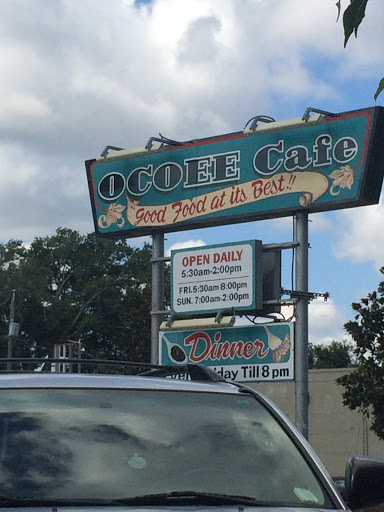 OCOEE Cafe
Good Food at its Best!!
OPEN DAILY
5:30am-2:00pm
FRI. 5:30am 8:00pm
SUN. 7:00am-2:00pm
Dinner
Till 8 pm